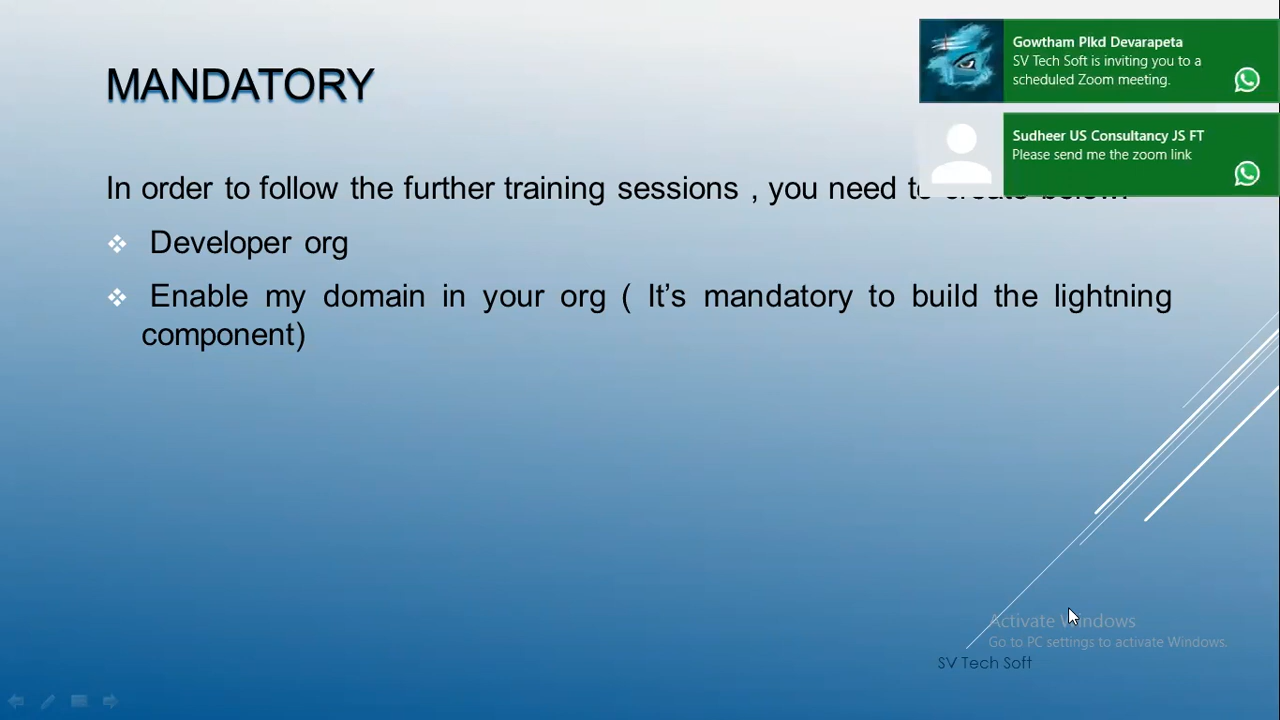 MANDATORY
Gowtham Plkd Devarapeta
SV Tech Soft is inviting you to a
scheduled Zoom meeting.
Sudheer US Consultancy JS FT
Please send me the zoom link
In order to follow the further training sessions , you need
Developer org
Enable my domain in your org ( It's mandatory to build the lightning
component)
Activate Windows
Go to PC settings to activate Windows.
SV Tech Soft